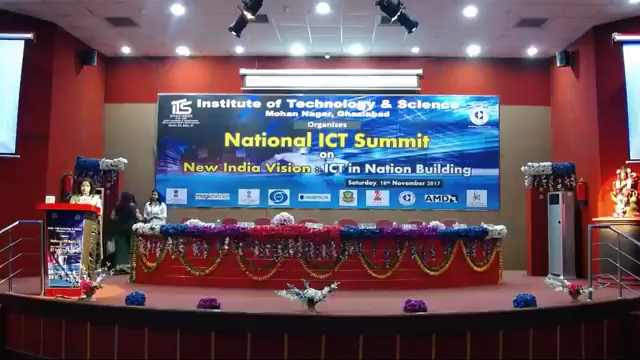 ITS
Institute of Technology & Science
Mohan Nagar, Ghaziabad
Organizes
National ICT Summit
on
New India Vision : ICT in Nation Building
Saturday, 18th November 2017
AMD